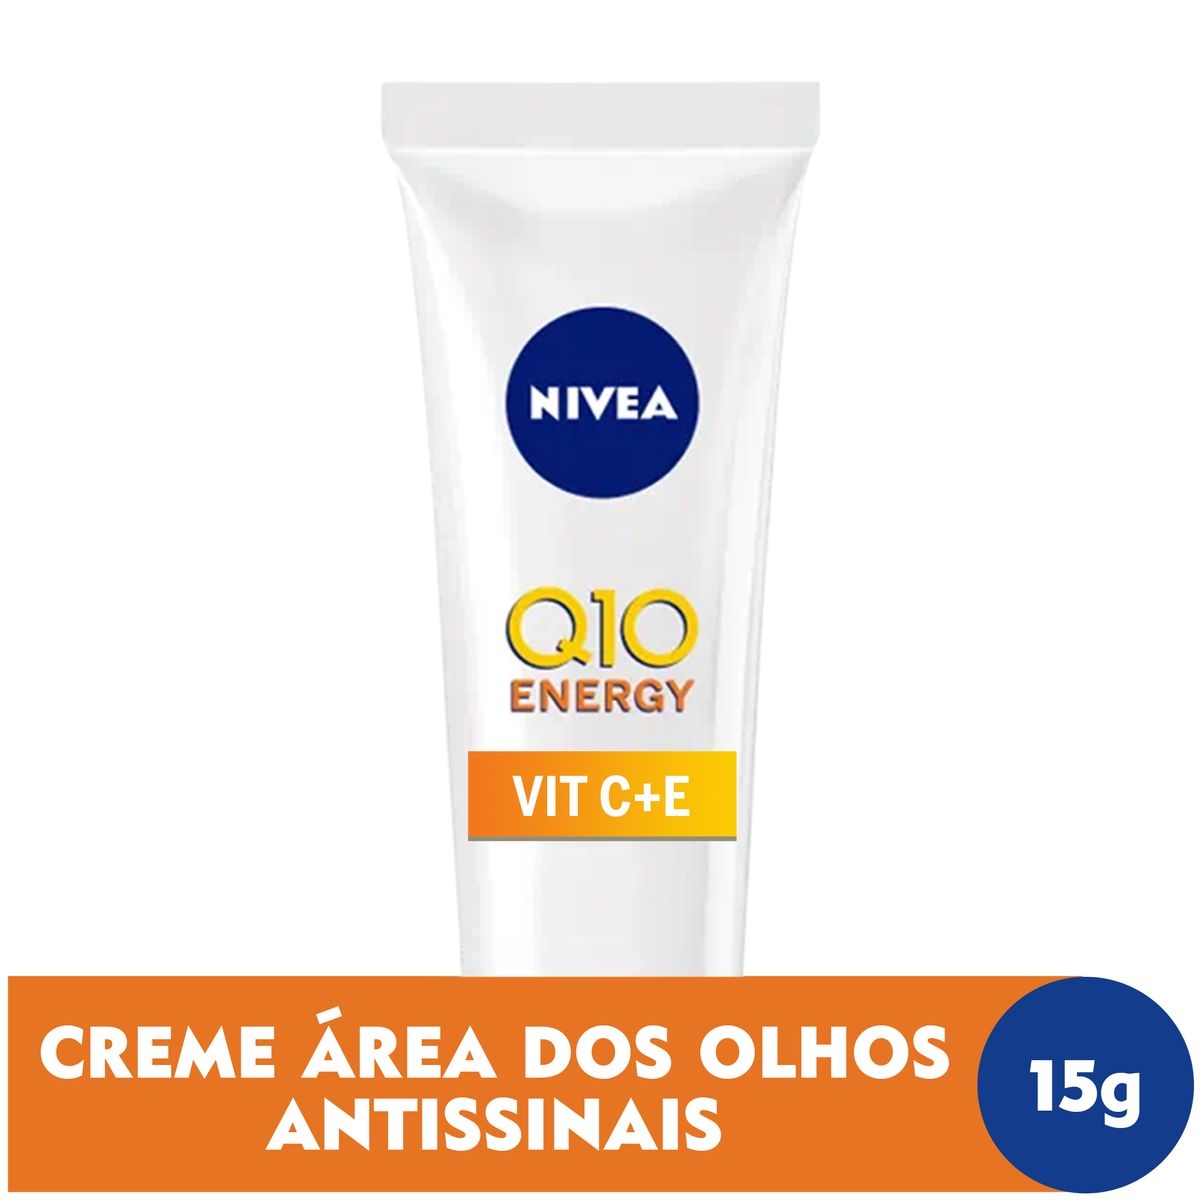 NIVEA
Q10
ENERGY
VIT C+E
CREME ÁREA DOS OLHOS
ANTISSINAIS
15g